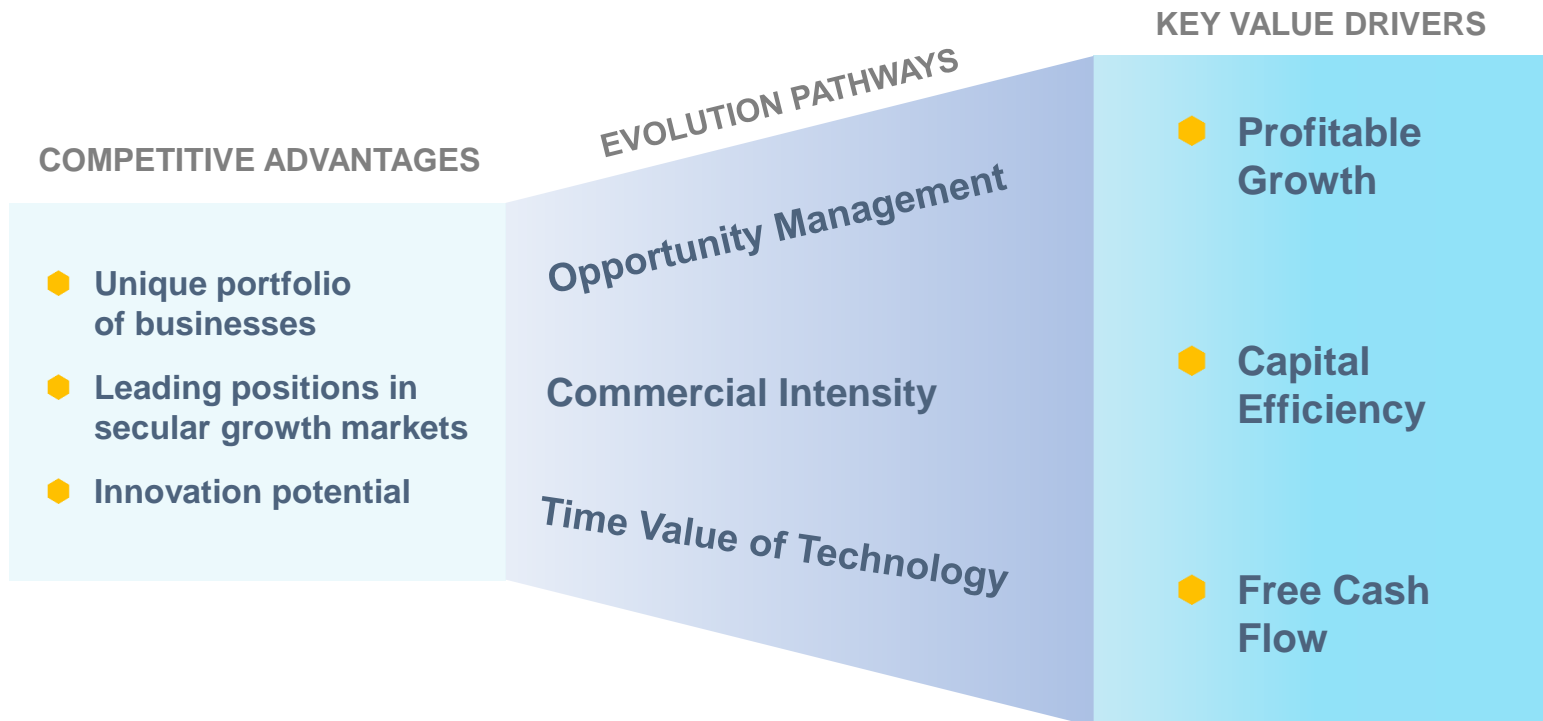 COMPETITIVE ADVANTAGES
Unique portfolio
of businesses
Leading positions in
secular growth markets
Innovation potential
EVOLUTION PATHWAYS
Opportunity Management
Commercial Intensity
Time Value of Technology
KEY VALUE DRIVERS
Profitable
Growth
Capital
Efficiency
Free Cash
Flow